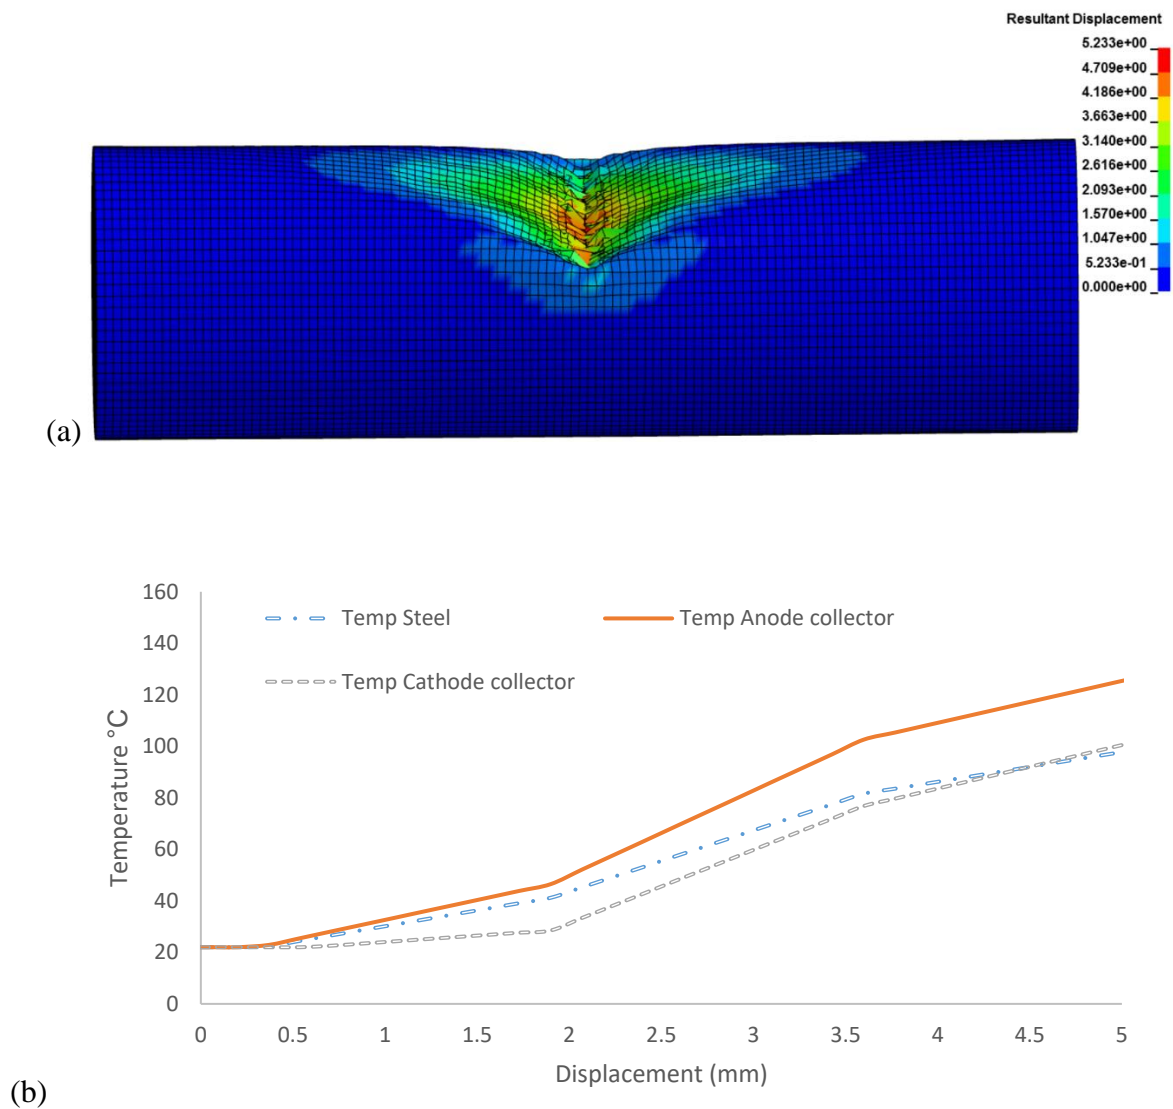 Resultant Displacement
5.233e+00
4.709e+00
4.186e+00
3.663e+00
3.140e+00
2.616e+00
2.093e+00
1.570e+00
1.047e+00
5.233e-01
0.000e+00
(a)
160
140
120
100
80
60
40
20
0
Temperature °C
Temp Steel
Temp Anode collector
Temp Cathode collector
0 0.5 1 1.5 2 2.5 3 3.5 4 4.5 5
Displacement (mm)
(b)